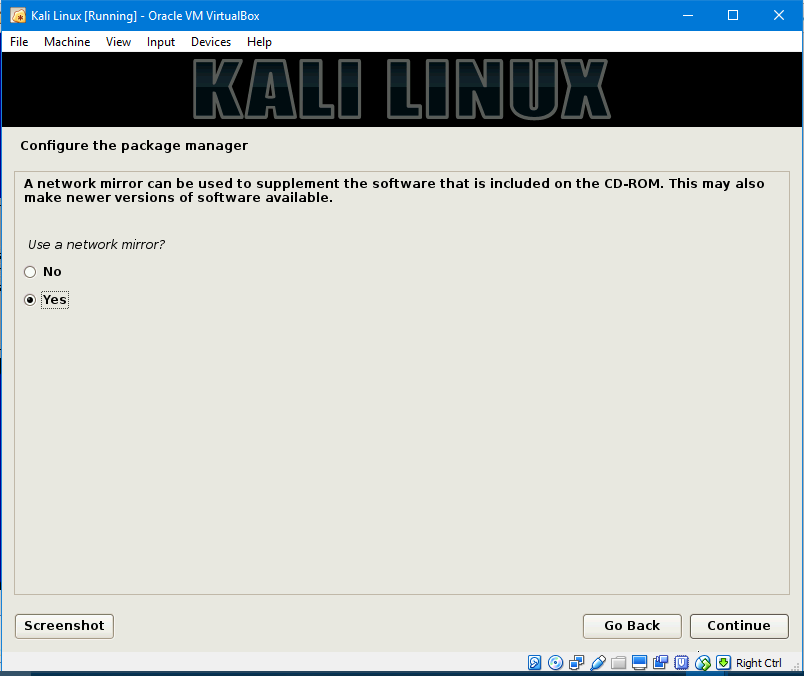 Kali Linux [Running] - Oracle VM VirtualBox
File Machine View Input Devices Help
KALI LINUX
Configure the package manager
A network mirror can be used to supplement the software that is included on the CD-ROM. This may also
make newer versions of software available.
Use a network mirror?
No
Yes
Screenshot Go Back Continue
Right Ctrl